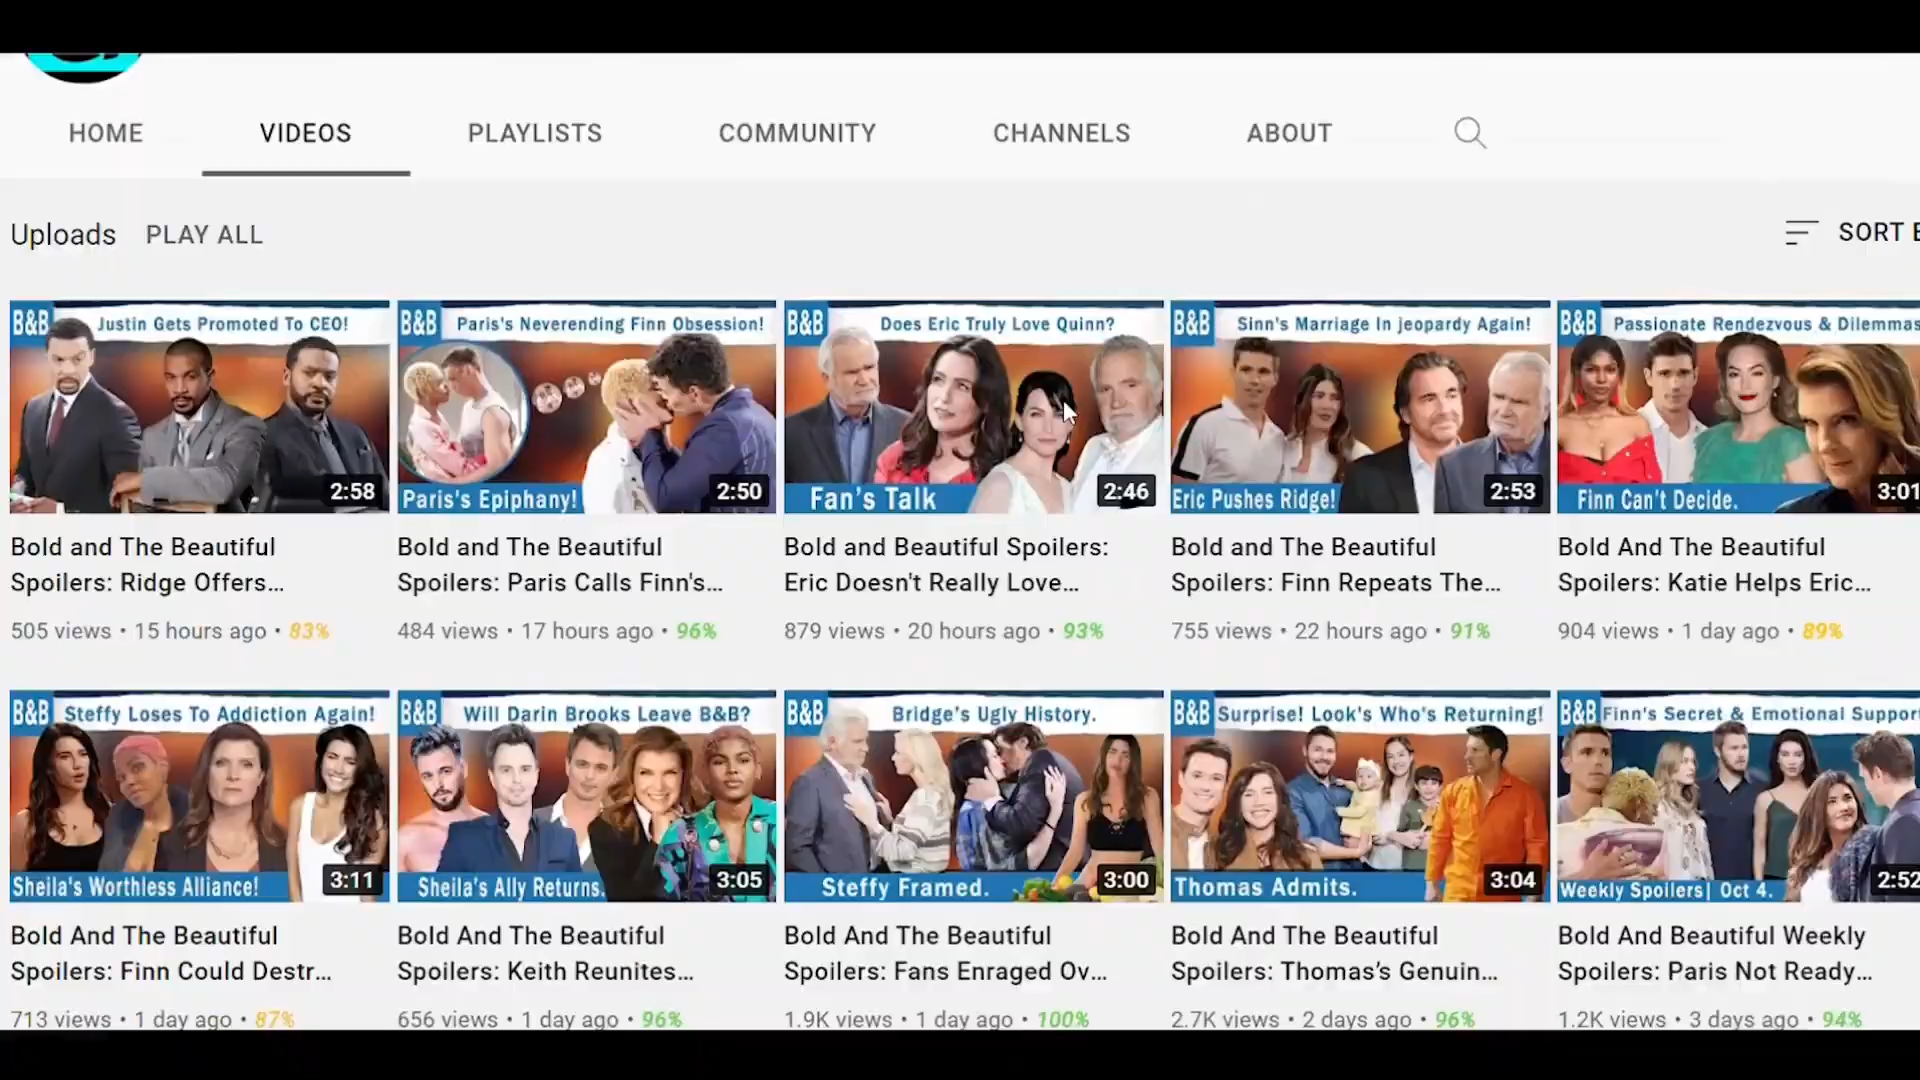 HOME VIDEOS PLAYLISTS COMMUNITY CHANNELS ABOUT
Uploads PLAY ALL
SORT
B&B Justin Gets Promoted To CEO!
2:58
Bold and The Beautiful
Spoilers: Ridge Offers...
505 views • 15 hours ago • 83%
B&B Paris's Neverending Finn Obsession!
Paris's Epiphany!
2:50
Bold and The Beautiful
Spoilers: Paris Calls Finn's...
484 views • 17 hours ago • 96%
B&B Does Eric Truly Love Quinn?
Fan's Talk
2:46
Bold and Beautiful Spoilers:
Eric Doesn't Really Love...
879 views • 20 hours ago • 93%
B&B Sinn's Marriage In jeopardy Again!
Eric Pushes Ridge!
2:53
Bold and The Beautiful
Spoilers: Finn Repeats The...
755 views • 22 hours ago • 91%
B&B Passionate Rendezvous & Dilemmas
Finn Can't Decide.
3:01
Bold And The Beautiful
Spoilers: Katie Helps Eric...
904 views • 1 day ago • 89%
B&B Steffy Loses To Addiction Again!
Sheila's Worthless Alliance!
3:11
Bold And The Beautiful
Spoilers: Finn Could Destr...
713 views • 1 day ago • 87%
B&B Will Darin Brooks Leave B&B?
Sheila's Ally Returns.
3:05
Bold And The Beautiful
Spoilers: Keith Reunites...
656 views • 1 day ago • 96%
B&B Bridge's Ugly History.
Steffy Framed.
3:00
Bold And The Beautiful
Spoilers: Fans Enraged Ov...
1.9K views • 1 day ago • 100%
B&B Surprise! Look's Who's Returning!
Thomas Admits.
3:04
Bold And The Beautiful
Spoilers: Thomas’s Genuin...
2.7K views • 2 days ago • 96%
B&B Finn's Secret & Emotional Support
Weekly Spoilers| Oct 4.
2:52
Bold And Beautiful Weekly
Spoilers: Paris Not Ready...
1.2K views • 3 days ago • 94%